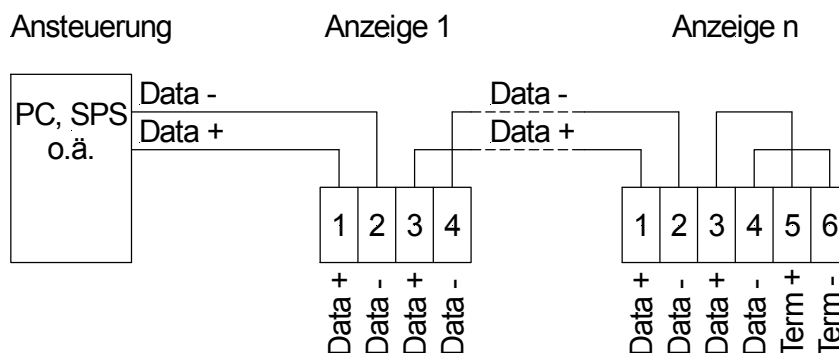 Ansteuerung
Anzeige 1
Anzeige n
PC, SPS
o.ä.
Data -
Data +
Data -
Data +
1 2 3 4
1 2 3 4 5 6
Data +
Data -
Data +
Data -
Data +
Data -
Data +
Data -
Term +
Term -